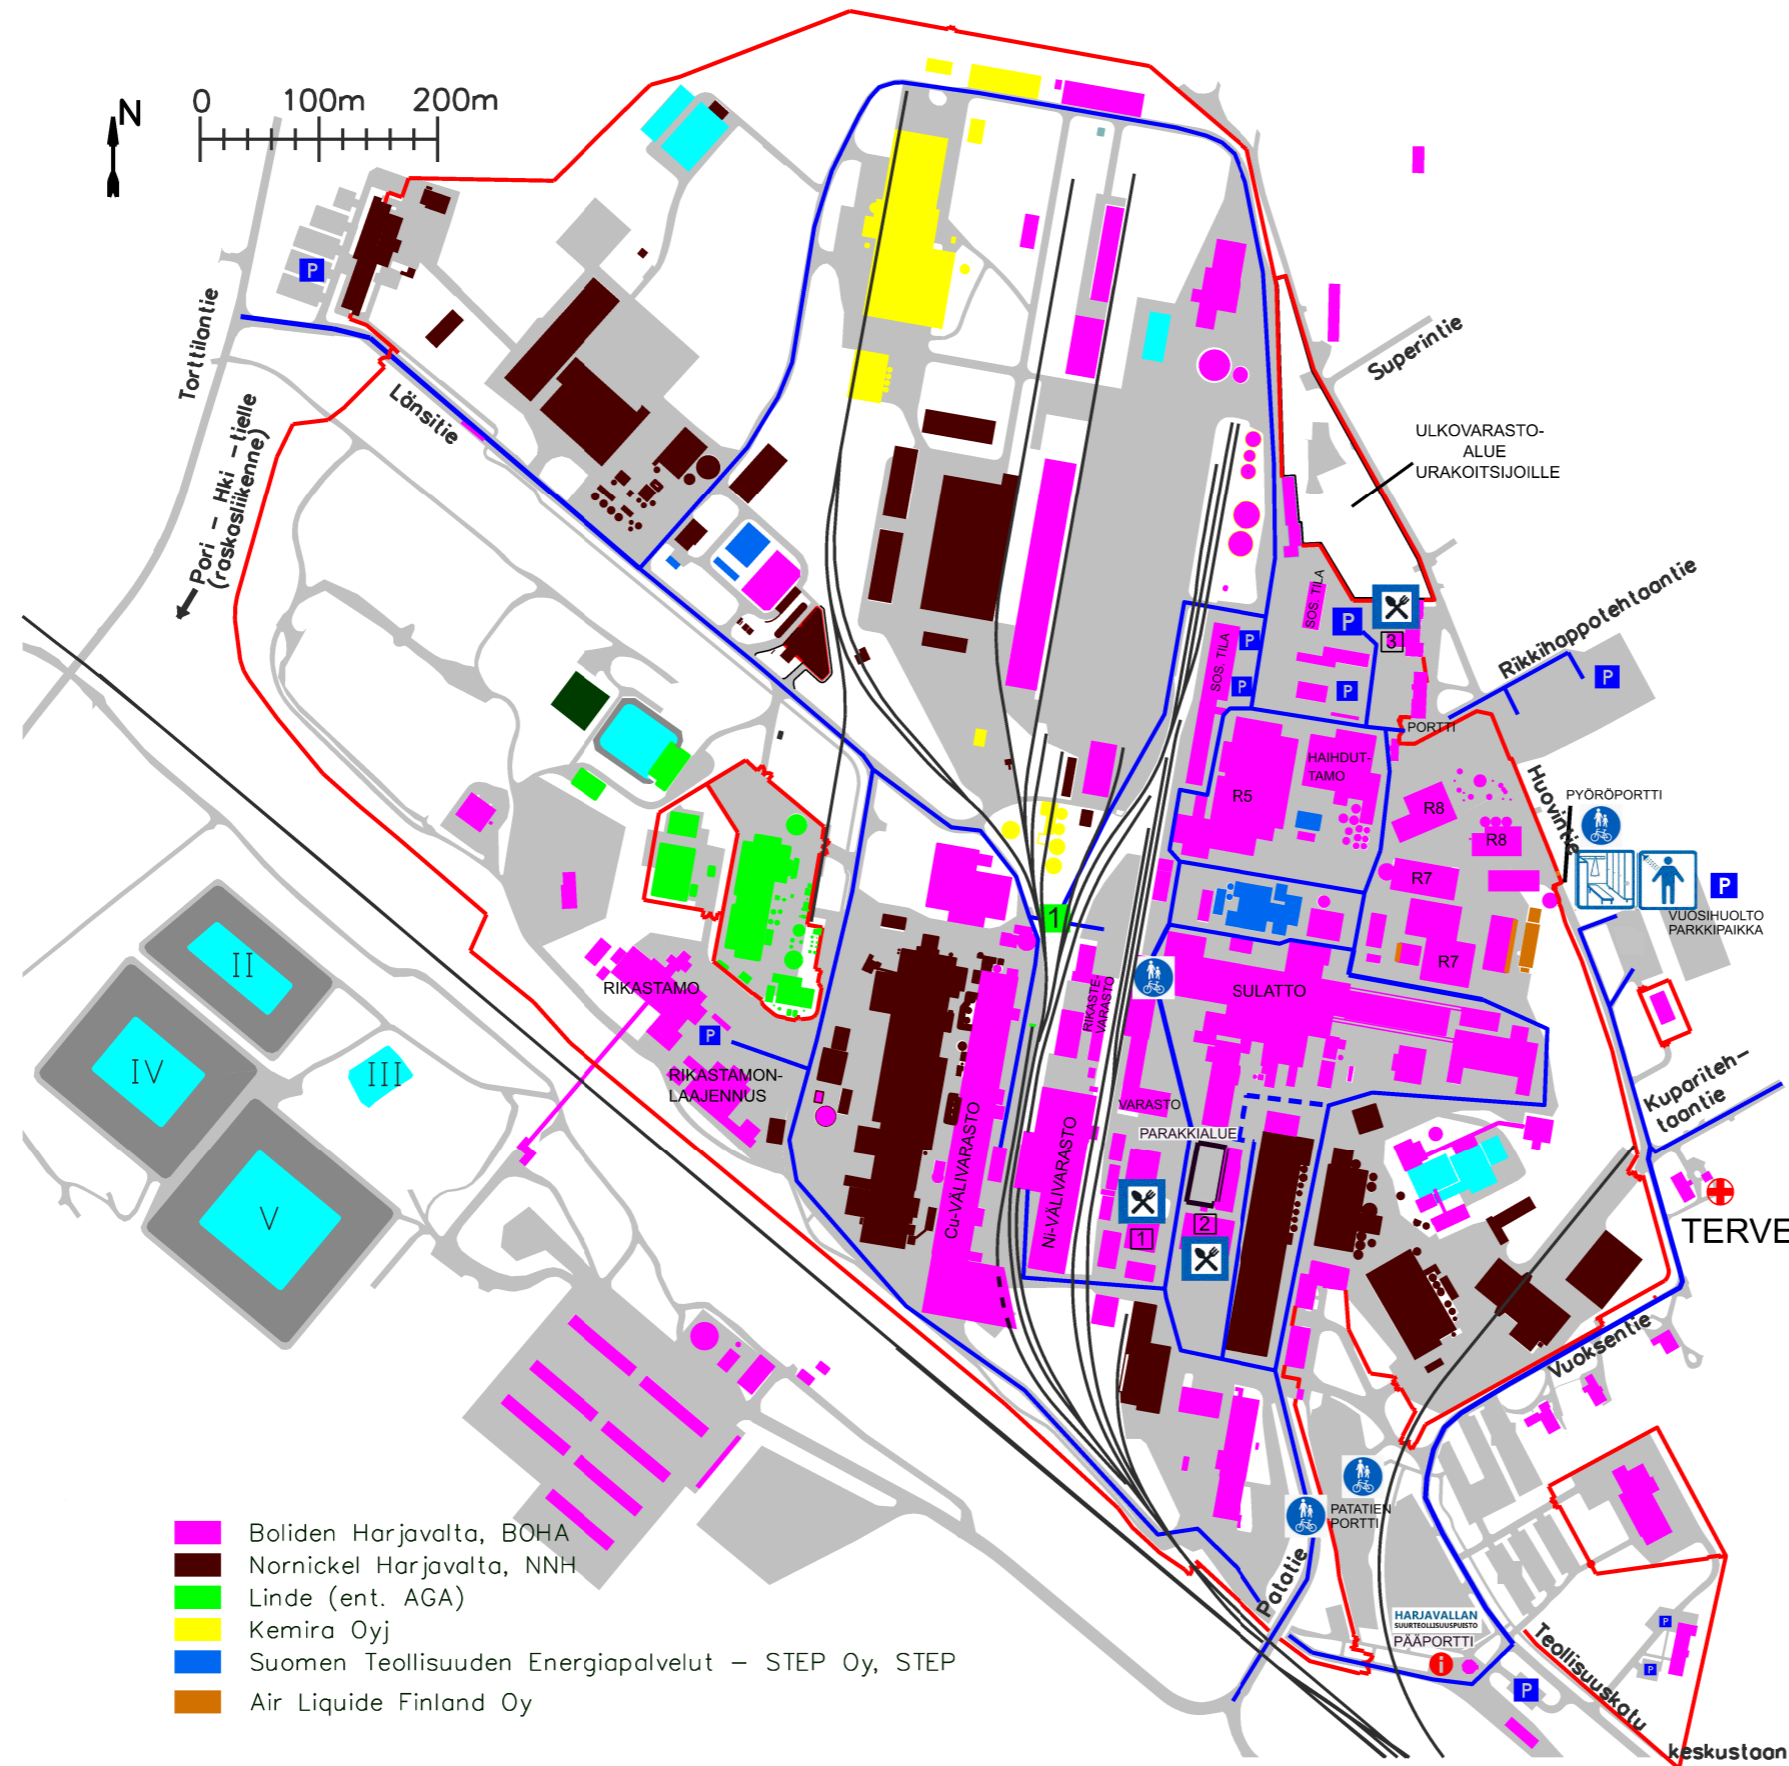 N
0 100m 200m
P
Torttilantie
Länsitie
Pori - Hki -tielle
(raskasliikenne)
Superintie
ULKOVARASTO-
ALUE
URAKOITSIJOILLE
SOS. TILA
SOS. TILA
P
P
P
P
3
Rikkihappotehtaantie
P
PORTTI
HAIHDUT-
TAMO
R5
R8
R8
R7
R7
Huovintie
PYÖRÖPORTTI
P
VUOSIHUOLTO
PARKKIPAIKKA
1
RIKASTE-
VARASTO
SULATTO
RIKASTAMO
P
RIKASTAMON-
LAAJENNUS
II
III
IV
V
VARASTO
PARAKKIALUE
Cu-VÄLIVARASTO
Ni-VÄLIVARASTO
1
2
Kupariteh-
taantie
TERVE
Vuoksentie
PATATIEN
PORTTI
Patatie
HARJAVALLAN
SUURTEOLLISUUSPUISTO
PÄÄPORTTI
i
P
P
P
Teollisuuskatu
keskustaan
Boliden Harjavalta, BOHA
Nornickel Harjavalta, NNH
Linde (ent. AGA)
Kemira Oyj
Suomen Teollisuuden Energiapalvelut – STEP Oy, STEP
Air Liquide Finland Oy